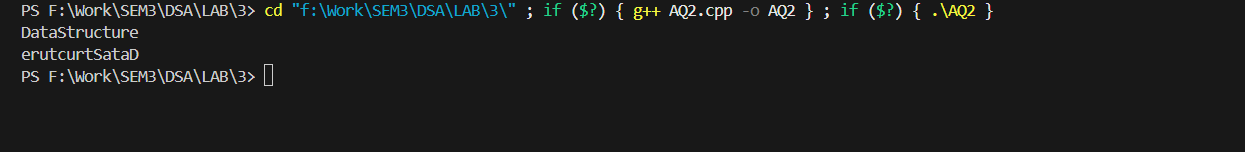 PS F:\Work\SEM3\DSA\LAB\3> cd "f:\Work\SEM3\DSA\LAB\3\" ; if ($?) { g++ AQ2.cpp -o AQ2 } ; if ($?) { .\AQ2 }
DataStructure
erutcurtSataD
PS F:\Work\SEM3\DSA\LAB\3>